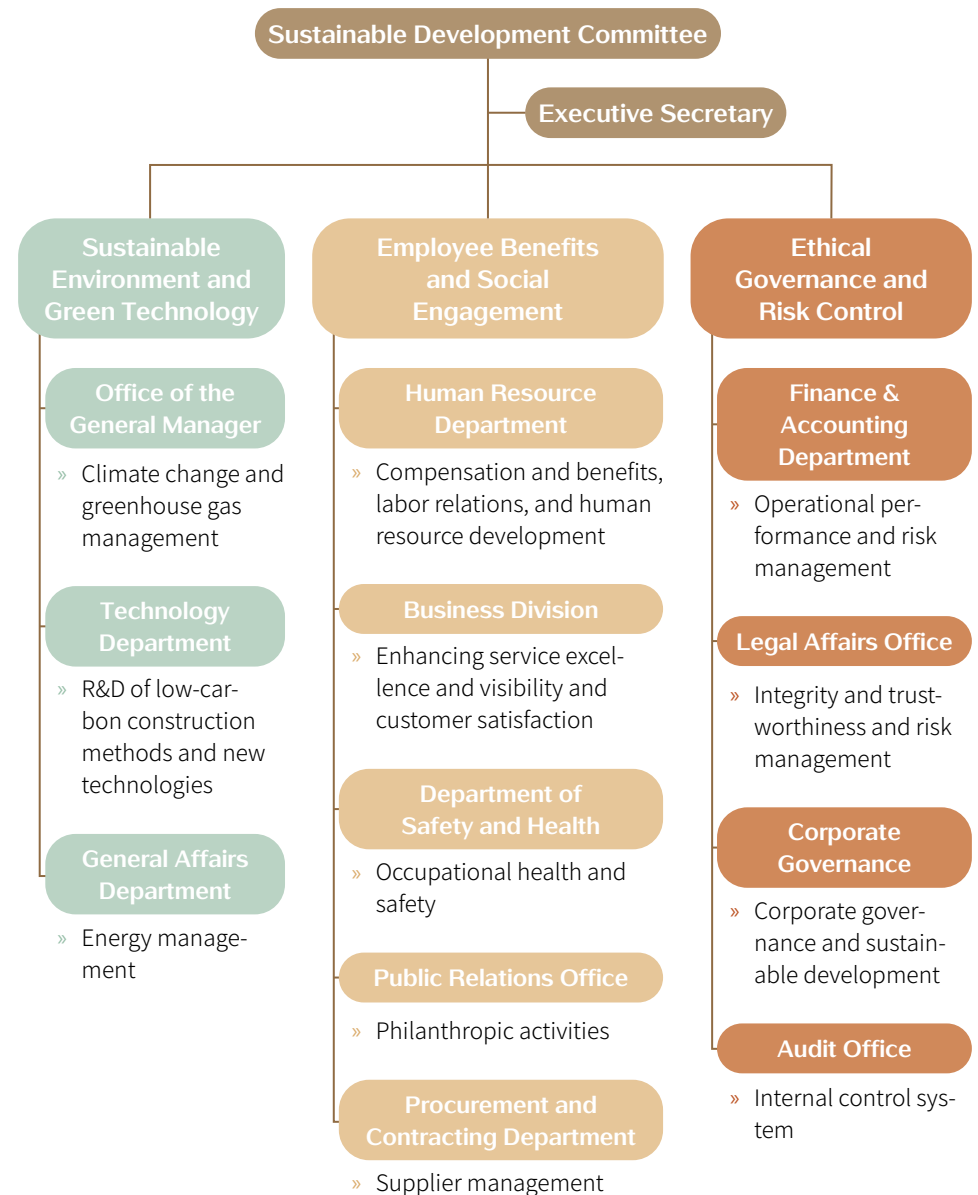 Sustainable Development Committee
Executive Secretary
Sustainable
Environment and
Green Technology
Office of the
General Manager
» Climate change and
greenhouse gas
management
Technology
Department
» R&D of low-car-
bon construction
methods and new
technologies
General Affairs
Department
» Energy manage-
ment
Employee Benefits
and Social
Engagement
Human Resource
Department
» Compensation and benefits,
labor relations, and human
resource development
Business Division
» Enhancing service excel-
lence and visibility and
customer satisfaction
Department of
Safety and Health
» Occupational health and
safety
Public Relations Office
» Philanthropic activities
Procurement and
Contracting Department
» Supplier management
Ethical
Governance and
Risk Control
Finance &
Accounting
Department
» Operational per-
formance and risk
management
Legal Affairs Office
» Integrity and trust-
worthiness and risk
management
Corporate
Governance
» Corporate gover-
nance and sustain-
able development
Audit Office
» Internal control sys-
tem